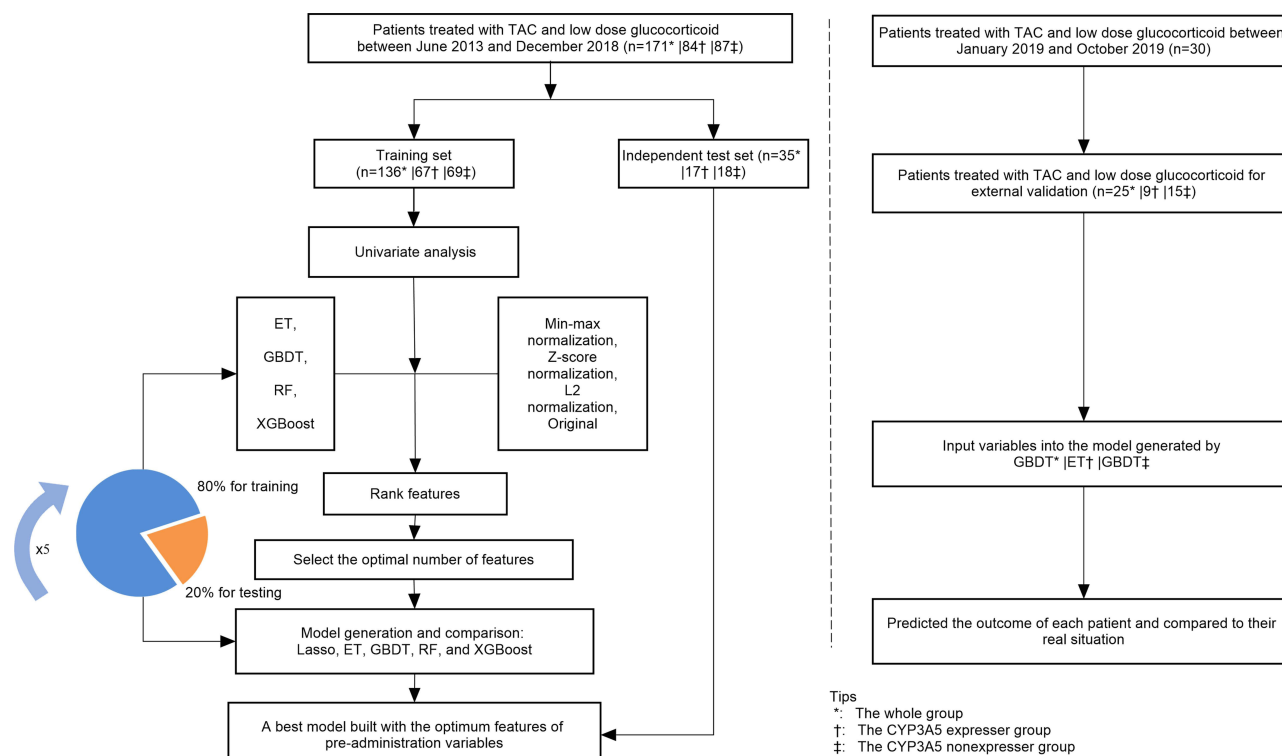 Patients treated with TAC and low dose glucocorticoid
between June 2013 and December 2018 (n=171* |84† |87‡)
Training set
(n=136* |67† |69‡)
Independent test set (n=35*
|17† |18‡)
Univariate analysis
ET,
GBDT,
RF,
XGBoost
Min-max
normalization,
Z-score
normalization,
L2
normalization,
Original
80% for training
x5
20% for testing
Rank features
Select the optimal number of features
Model generation and comparison:
Lasso, ET, GBDT, RF, and XGBoost
A best model built with the optimum features of
pre-administration variables
Patients treated with TAC and low dose glucocorticoid between
January 2019 and October 2019 (n=30)
Patients treated with TAC and low dose glucocorticoid for
external validation (n=25* |9† |15‡)
Input variables into the model generated by
GBDT* |ET† |GBDT‡
Predicted the outcome of each patient and compared to their
real situation
Tips
*: The whole group
†: The CYP3A5 expresser group
‡: The CYP3A5 nonexpresser group